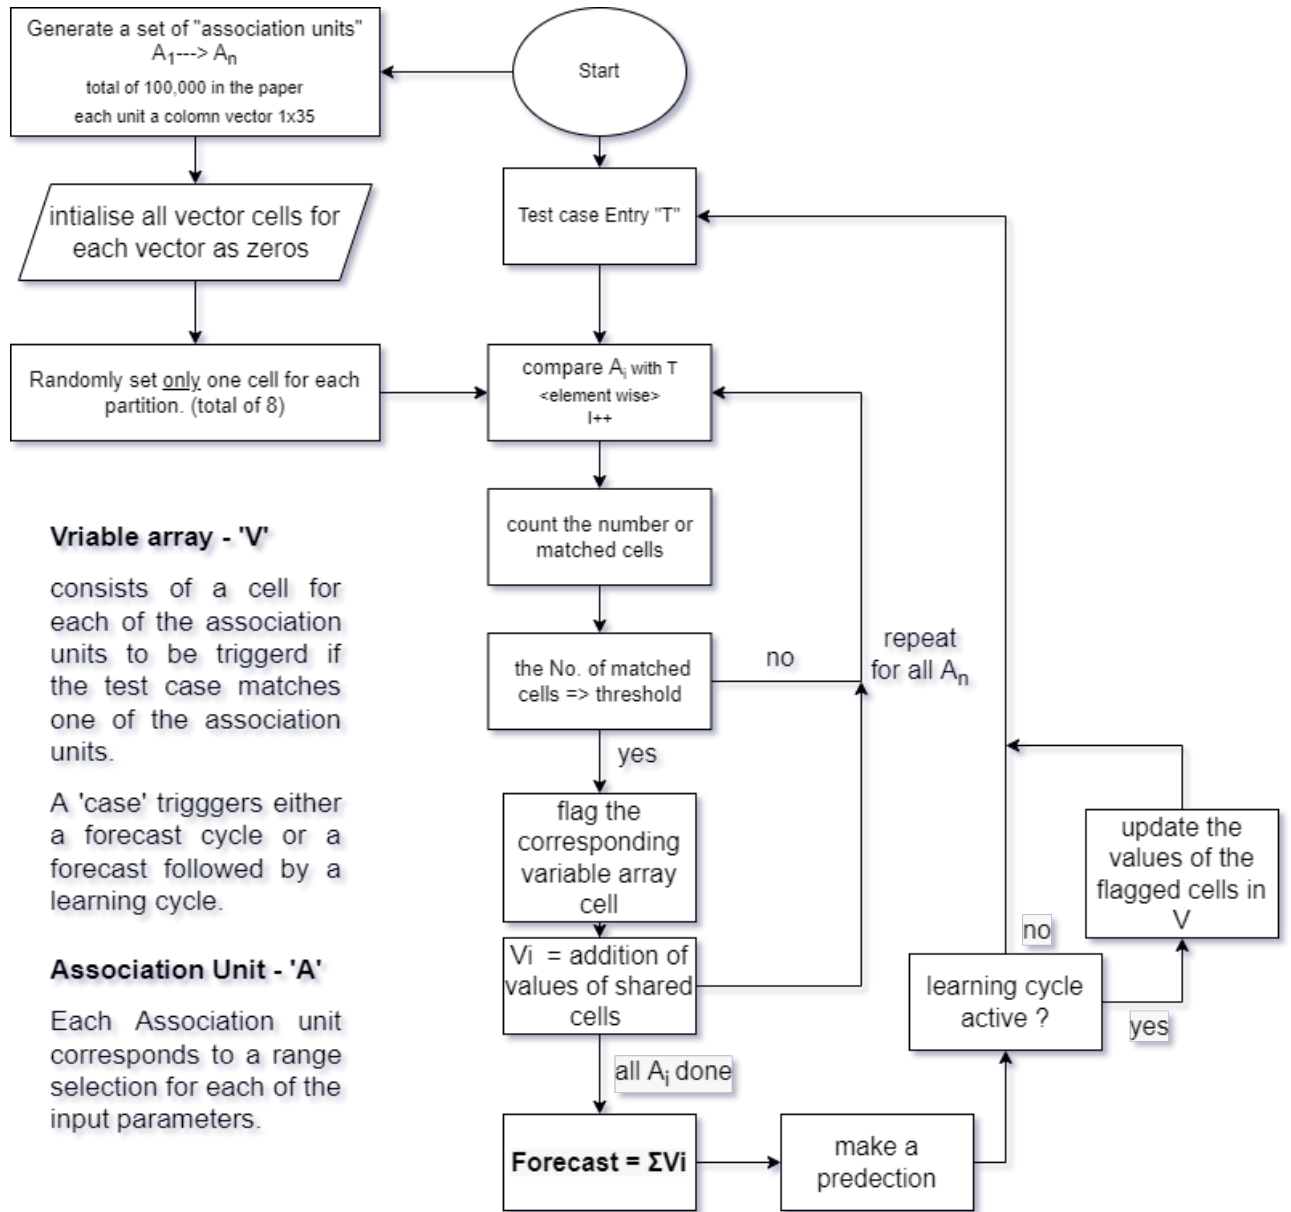 Generate a set of "association units"
A1---> An
total of 100,000 in the paper
each unit a colomn vector 1x35
Start
intialise all vector cells for
each vector as zeros
Test case Entry "T"
Randomly set only one cell for each
partition. (total of 8)
compare Ai with T
<element wise>
I++
count the number or
matched cells
the No. of matched
cells => threshold
no
repeat
for all An
yes
flag the
corresponding
variable array
cell
Vi = addition of
values of shared
cells
all Ai done
Forecast = ΣVi
make a
predection
learning cycle
active ?
no
yes
update the
values of the
flagged cells in
V
Vriable array - 'V'
consists of a cell for
each of the association
units to be triggerd if
the test case matches
one of the association
units.
A 'case' trigggers either
a forecast cycle or a
forecast followed by a
learning cycle.
Association Unit - 'A'
Each Association unit
corresponds to a range
selection for each of the
input parameters.